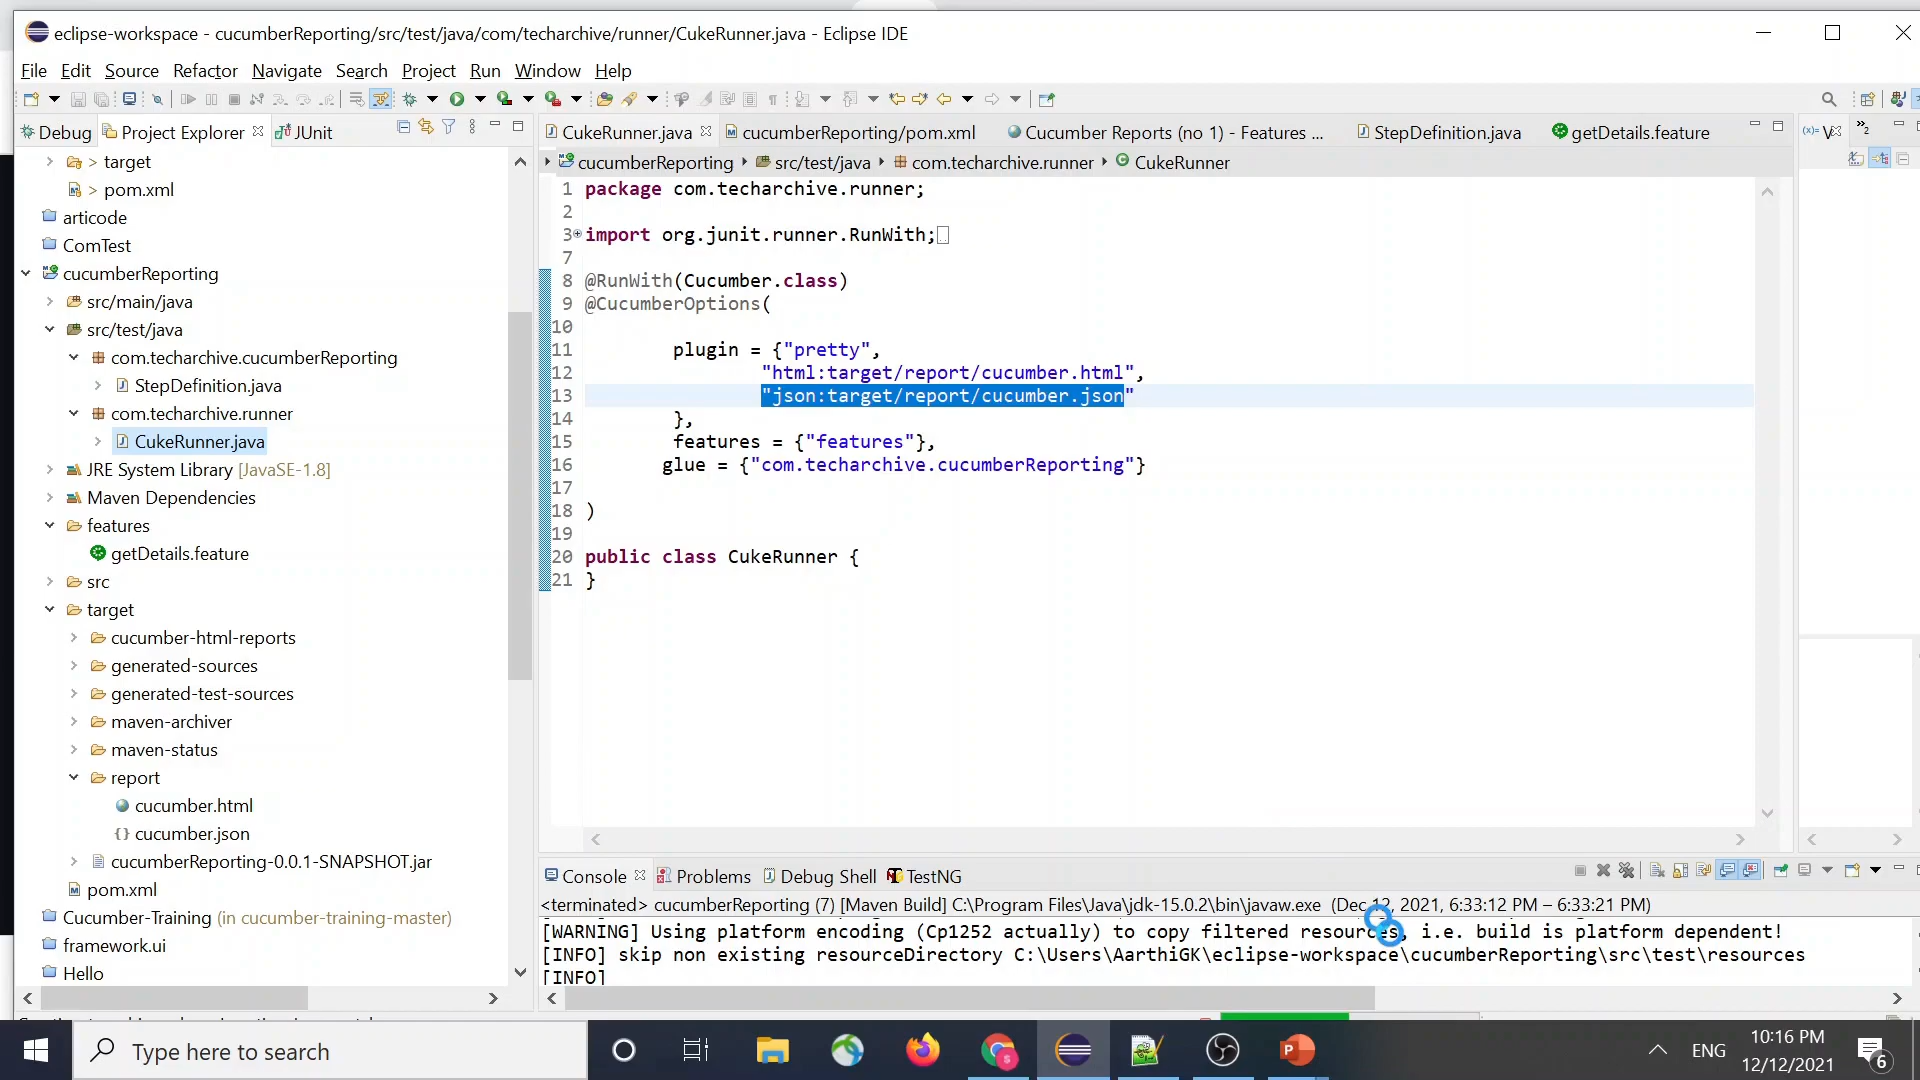 eclipse-workspace - cucumberReporting/src/test/java/com/techarchive/runner/CukeRunner.java - Eclipse IDE
File Edit Source Refactor Navigate Search Project Run Window Help
Debug Project Explorer JUnit
CukeRunner.java cucumberReporting/pom.xml Cucumber Reports (no 1) - Features ... StepDefinition.java getDetails.feature
cucumberReporting src/test/java com.techarchive.runner CukeRunner
> target
> pom.xml
articode
ComTest
cucumberReporting
src/main/java
src/test/java
com.techarchive.cucumberReporting
StepDefinition.java
com.techarchive.runner
CukeRunner.java
JRE System Library [JavaSE-1.8]
Maven Dependencies
features
getDetails.feature
src
target
cucumber-html-reports
generated-sources
generated-test-sources
maven-archiver
maven-status
report
cucumber.html
cucumber.json
cucumberReporting-0.0.1-SNAPSHOT.jar
pom.xml
Cucumber-Training (in cucumber-training-master)
framework.ui
Hello
1 package com.techarchive.runner;
2
3 import org.junit.runner.RunWith;
7
8 @RunWith(Cucumber.class)
9 @CucumberOptions(
10
11 plugin = {"pretty",
12 "html:target/report/cucumber.html",
13 "json:target/report/cucumber.json"
14 },
15 features = {"features"},
16 glue = {"com.techarchive.cucumberReporting"}
17
18 )
19
20 public class CukeRunner {
21 }
Console Problems Debug Shell TestNG
<terminated> cucumberReporting (7) [Maven Build] C:\Program Files\Java\jdk-15.0.2\bin\javaw.exe (Dec 12, 2021, 6:33:12 PM – 6:33:21 PM)
[WARNING] Using platform encoding (Cp1252 actually) to copy filtered resources, i.e. build is platform dependent!
[INFO] skip non existing resourceDirectory C:\Users\AarthiGK\eclipse-workspace\cucumberReporting\src\test\resources
[INFO]
Type here to search
ENG
10:16 PM
12/12/2021
6